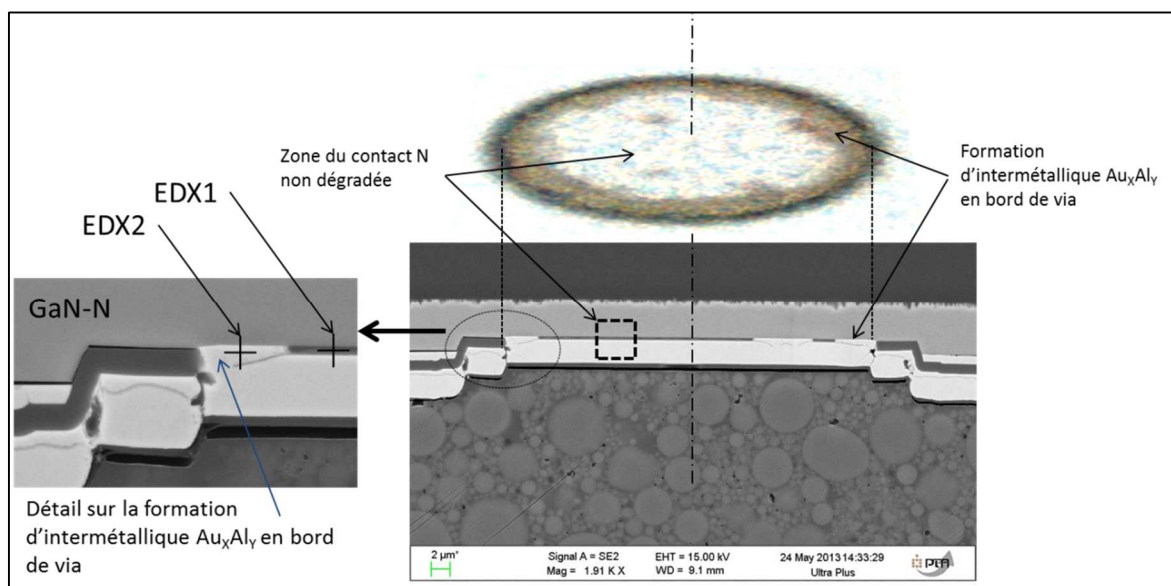 Zone du contact N
non dégradée
Formation
d'intermétallique AuXAlY
en bord de via
EDX1
EDX2
GaN-N
Détail sur la formation
d'intermétallique AuXAlY en bord
de via
2 µm*
Signal A = SE2
Mag = 1.91 K X
EHT = 15.00 kV
WD = 9.1 mm
24 May 2013 14:33:29
Ultra Plus